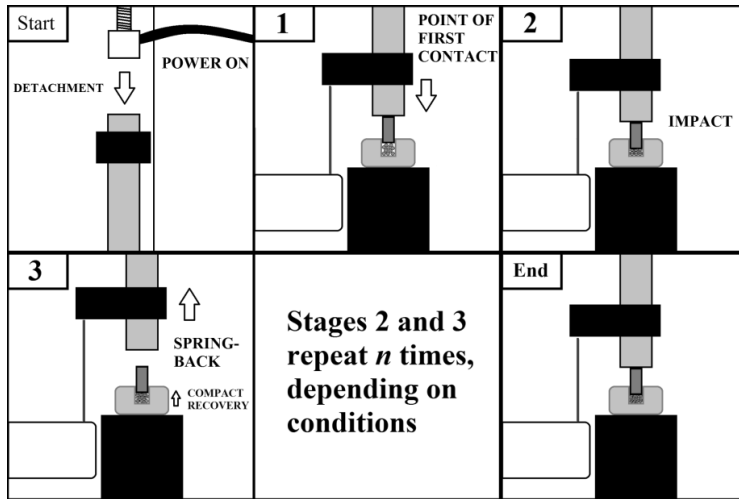 Start
POWER ON
DETACHMENT
1
POINT OF
FIRST
CONTACT
2
IMPACT
3
SPRING-
BACK
COMPACT
RECOVERY
Stages 2 and 3
repeat n times,
depending on
conditions
End